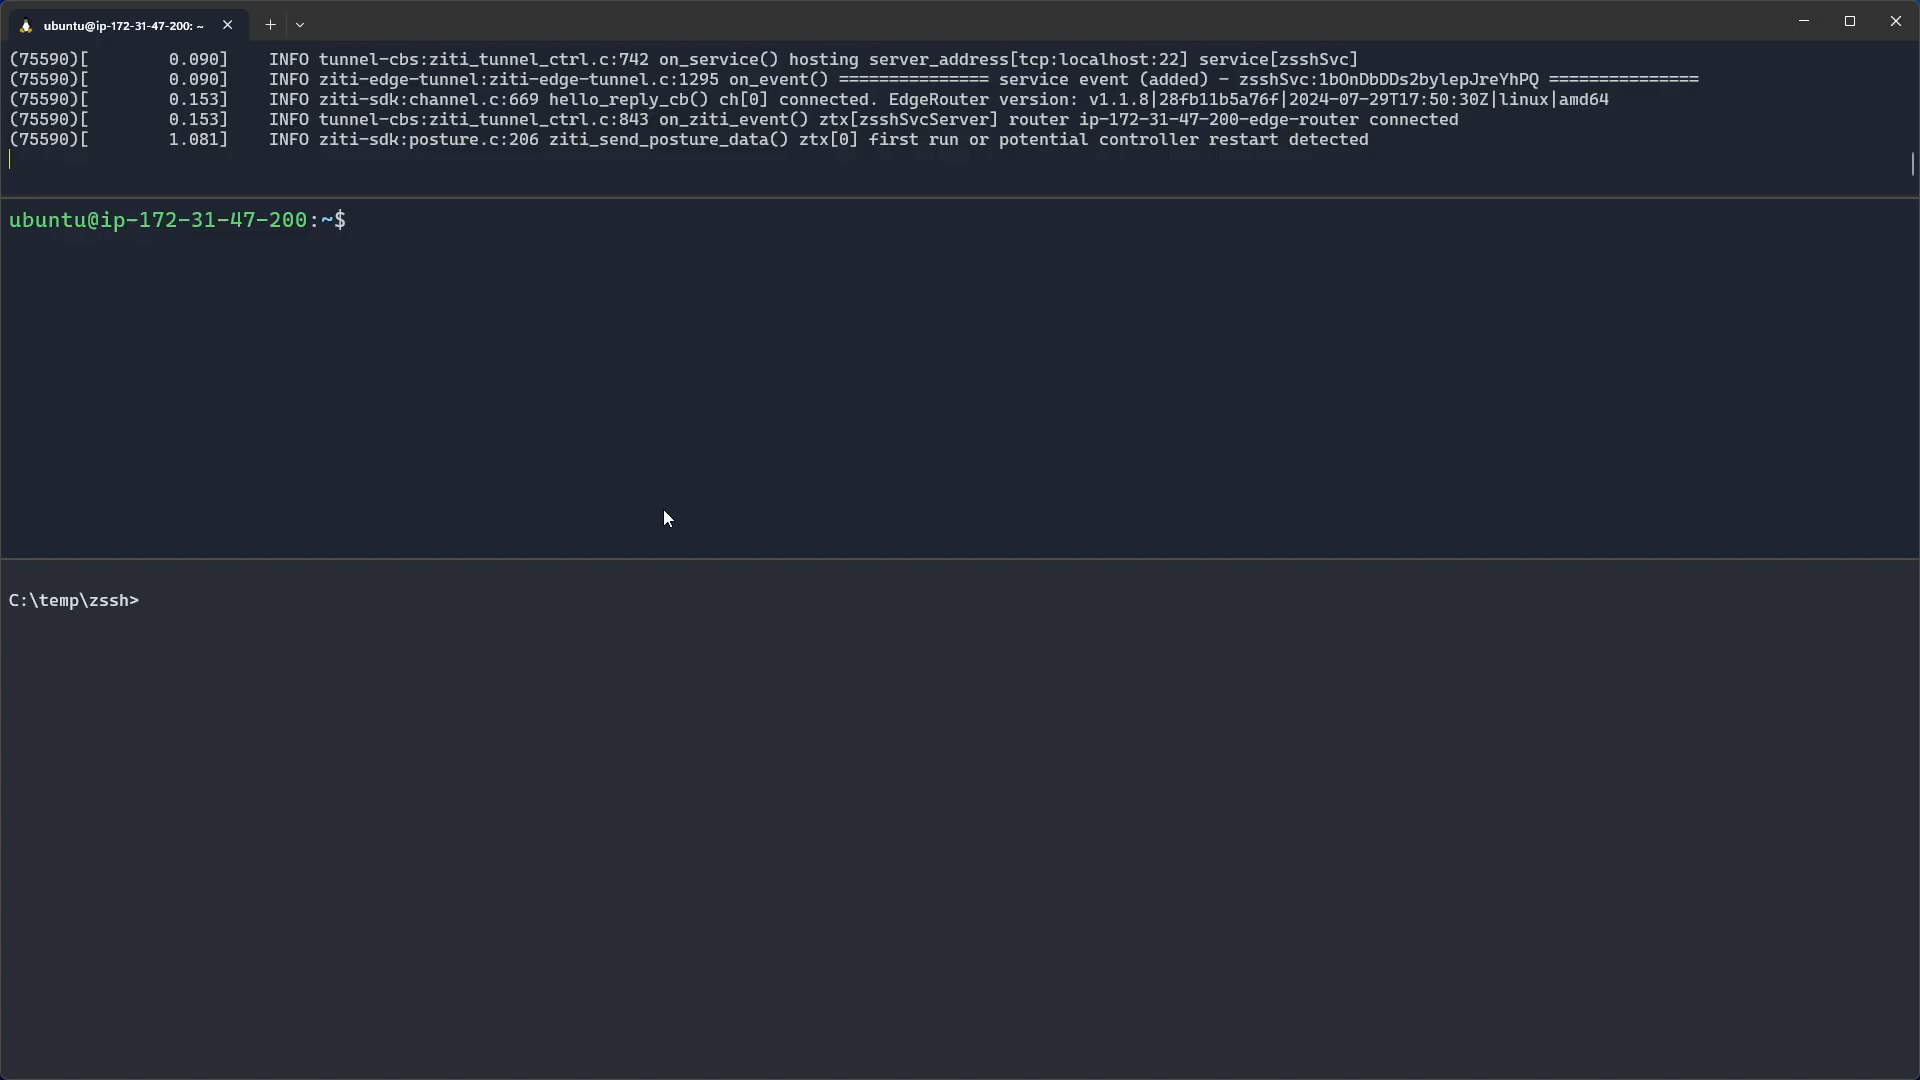 ubuntu@ip-172-31-47-200: ~
(75590)[        0.090]    INFO tunnel-cbs:ziti_tunnel_ctrl.c:742 on_service() hosting server_address[tcp:localhost:22] service[zsshSvc]
(75590)[        0.090]    INFO ziti-edge-tunnel:ziti-edge-tunnel.c:1295 on_event() =============== service event (added) - zsshSvc:1bOnDbDDs2bylepJreYhPQ ===============
(75590)[        0.153]    INFO ziti-sdk:channel.c:669 hello_reply_cb() ch[0] connected. EdgeRouter version: v1.1.8|28fb11b5a76f|2024-07-29T17:50:30Z|linux|amd64
(75590)[        0.153]    INFO tunnel-cbs:ziti_tunnel_ctrl.c:843 on_ziti_event() ztx[zsshSvcServer] router ip-172-31-47-200-edge-router connected
(75590)[        1.081]    INFO ziti-sdk:posture.c:206 ziti_send_posture_data() ztx[0] first run or potential controller restart detected
ubuntu@ip-172-31-47-200:~$
C:\temp\zssh>